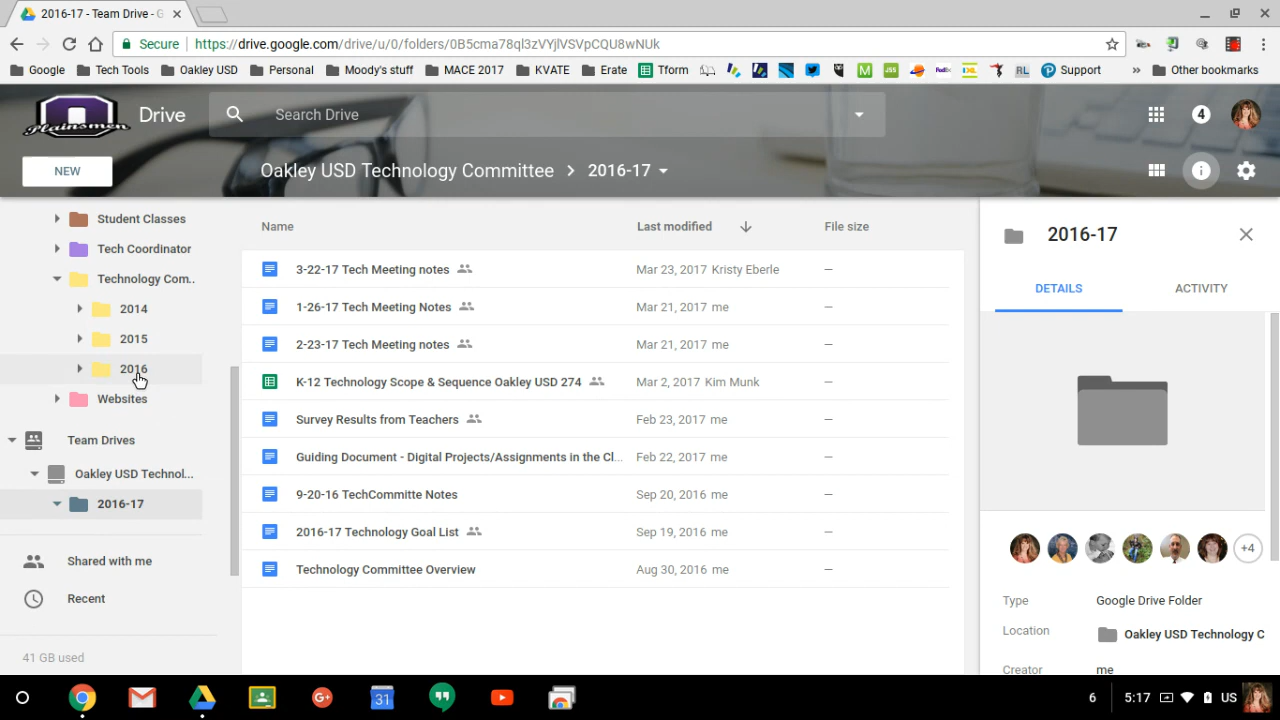 2016-17 - Team Drive - G
Secure https://drive.google.com/drive/u/0/folders/0B5cma78ql3zVYjlVSVpCQU8wNUk
Google Tech Tools Oakley USD Personal Moody's stuff MACE 2017 KVATE Erate Tform M JSS FedEx IXL RL Support » Other bookmarks
Plainsmen Drive Search Drive 4
NEW Oakley USD Technology Committee > 2016-17
Student Classes
Tech Coordinator
Technology Com..
2014
2015
2016
Websites
Team Drives
Oakley USD Technol...
2016-17
Shared with me
Recent
41 GB used
Name Last modified File size
3-22-17 Tech Meeting notes Mar 23, 2017 Kristy Eberle —
1-26-17 Tech Meeting Notes Mar 21, 2017 me —
2-23-17 Tech Meeting notes Mar 21, 2017 me —
K-12 Technology Scope & Sequence Oakley USD 274 Mar 2, 2017 Kim Munk —
Survey Results from Teachers Feb 23, 2017 me —
Guiding Document - Digital Projects/Assignments in the Cl... Feb 22, 2017 me —
9-20-16 TechCommitte Notes Sep 20, 2016 me —
2016-17 Technology Goal List Sep 19, 2016 me —
Technology Committee Overview Aug 30, 2016 me —
2016-17
DETAILS ACTIVITY
+4
Type Google Drive Folder
Location Oakley USD Technology C
Creator me
31 6 5:17 US